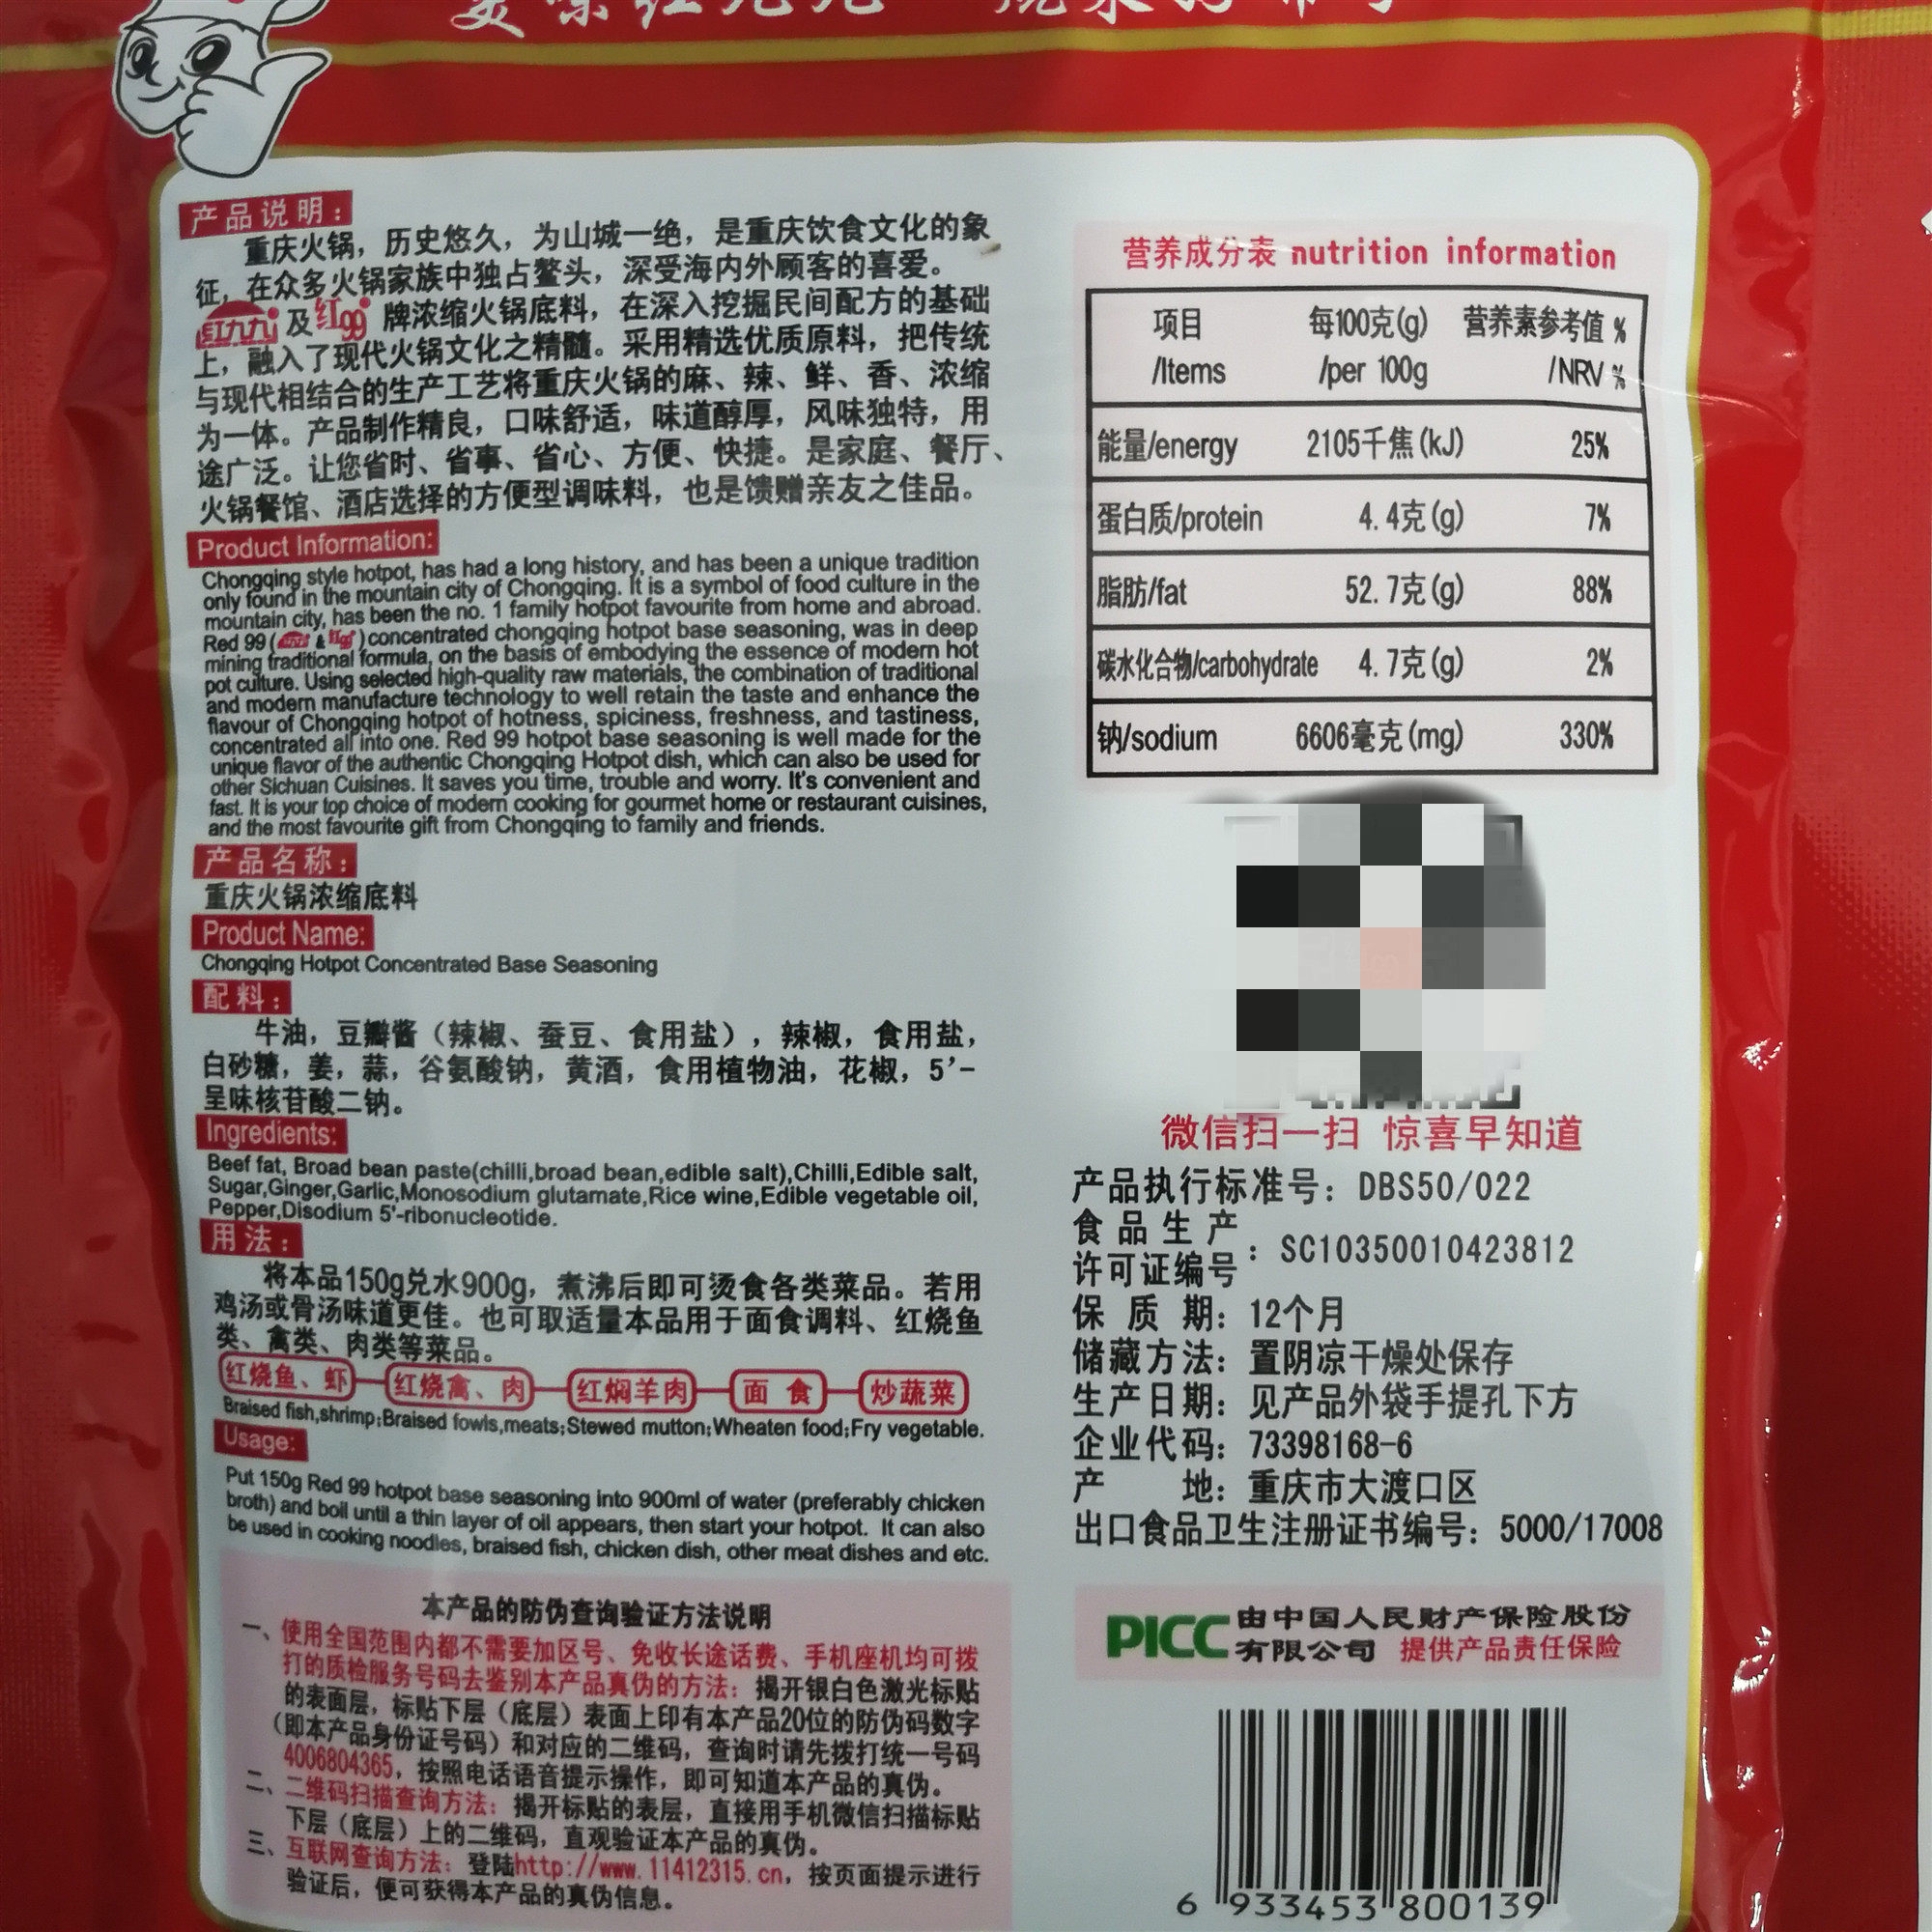 产品说明：
重庆火锅，历史悠久，为山城一绝，是重庆饮食文化的象
征，在众多火锅家族中独占鳌头，深受海内外顾客的喜爱。
红九九及红99牌浓缩火锅底料，在深入挖掘民间配方的基础
上，融入了现代火锅文化之精髓。采用精选优质原料，把传统
与现代相结合的生产工艺将重庆火锅的麻、辣、鲜、香、浓缩
为一体。产品制作精良，口味舒适，味道醇厚，风味独特，用
途广泛。让您省时、省事、省心、方便、快捷。是家庭、餐厅、
火锅餐馆、酒店选择的方便型调味料，也是馈赠亲友之佳品。
Product Information:
Chongqing style hotpot, has had a long history, and has been a unique tradition
only found in the mountain city of Chongqing. It is a symbol of food culture in the
mountain city, has been the no. 1 family hotpot favourite from home and abroad.
Red 99 (红九九 & 红99) concentrated chongqing hotpot base seasoning, was in deep
mining traditional formula, on the basis of embodying the essence of modern hot
pot culture. Using selected high-quality raw materials, the combination of traditional
and modern manufacture technology to well retain the taste and enhance the
flavour of Chongqing hotpot of hotness, spiciness, freshness, and tastiness,
concentrated all into one. Red 99 hotpot base seasoning is well made for the
unique flavor of the authentic Chongqing Hotpot dish, which can also be used for
other Sichuan Cuisines. It saves you time, trouble and worry. It's convenient and
fast. It is your top choice of modern cooking for gourmet home or restaurant cuisines,
and the most favourite gift from Chongqing to family and friends.
产品名称：
重庆火锅浓缩底料
Product Name:
Chongqing Hotpot Concentrated Base Seasoning
配料：
牛油，豆瓣酱（辣椒、蚕豆、食用盐），辣椒，食用盐，
白砂糖，姜，蒜，谷氨酸钠，黄酒，食用植物油，花椒，5'-
呈味核苷酸二钠。
Ingredients:
Beef fat, Broad bean paste(chilli,broad bean,edible salt),Chilli,Edible salt,
Sugar,Ginger,Garlic,Monosodium glutamate,Rice wine,Edible vegetable oil,
Pepper,Disodium 5'-ribonucleotide.
用法：
将本品150g兑水900g，煮沸后即可烫食各类菜品。若用
鸡汤或骨汤味道更佳。也可取适量本品用于面食调料、红烧鱼
类、禽类、肉类等菜品。
红烧鱼、虾 红烧禽、肉 红焖羊肉 面食 炒蔬菜
Braised fish,shrimp;Braised fowls,meats;Stewed mutton;Wheaten food;Fry vegetable.
Usage:
Put 150g Red 99 hotpot base seasoning into 900ml of water (preferably chicken
broth) and boil until a thin layer of oil appears, then start your hotpot. It can also
be used in cooking noodles, braised fish, chicken dish, other meat dishes and etc.
本产品的防伪查询验证方法说明
一、使用全国范围内都不需要加区号、免收长途话费、手机座机均可拨
打的质检服务号码去鉴别本产品真伪的方法：揭开银白色激光标贴
的表面层，标贴下层（底层）表面上印有本产品20位的防伪码数字
（即本产品身份证号码）和对应的二维码，查询时请先拨打统一号码
4006804365，按照电话语音提示操作，即可知道本产品的真伪。
二、二维码扫描查询方法：揭开标贴的表层，直接用手机微信扫描标贴
下层（底层）上的二维码，直观验证本产品的真伪。
三、互联网查询方法：登陆http://www.11412315.cn，按页面提示进行
验证后，便可获得本产品的真伪信息。
营养成分表 nutrition information
项目 每100克(g) 营养素参考值 %
/Items /per 100g /NRV %
能量/energy 2105千焦(kJ) 25%
蛋白质/protein 4.4克(g) 7%
脂肪/fat 52.7克(g) 88%
碳水化合物/carbohydrate 4.7克(g) 2%
钠/sodium 6606毫克(mg) 330%
微信扫一扫 惊喜早知道
产品执行标准号：DBS50/022
食品生产
许可证编号：SC10350010423812
保质期：12个月
储藏方法：置阴凉干燥处保存
生产日期：见产品外袋手提孔下方
企业代码：73398168-6
产地：重庆市大渡口区
出口食品卫生注册证书编号：5000/17008
PICC 由中国人民财产保险股份
有限公司 提供产品责任保险
6 933453 800139